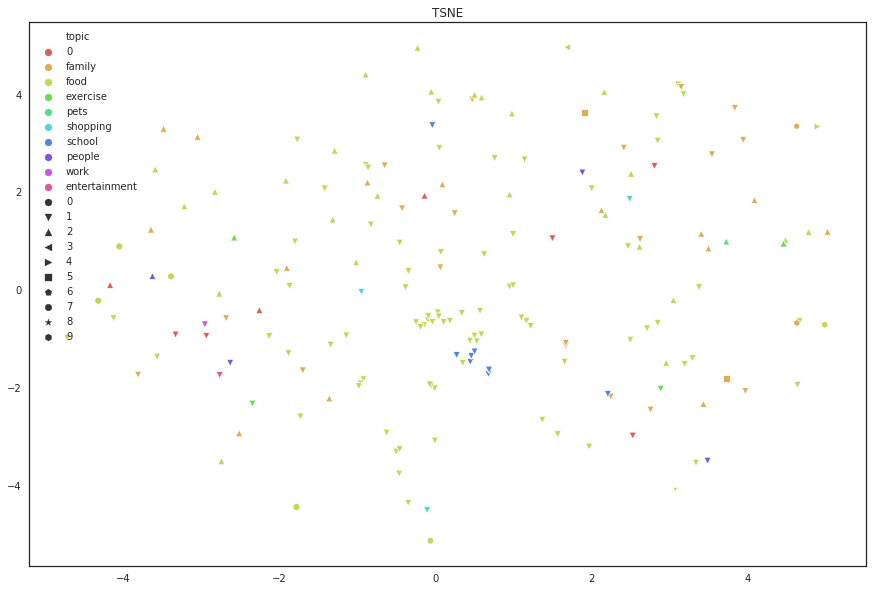 TSNE
topic
0
family
food
exercise
pets
shopping
school
people
work
entertainment
0
1
2
3
4
5
6
7
8
9
4
2
0
−2
−4
−4 −2 0 2 4